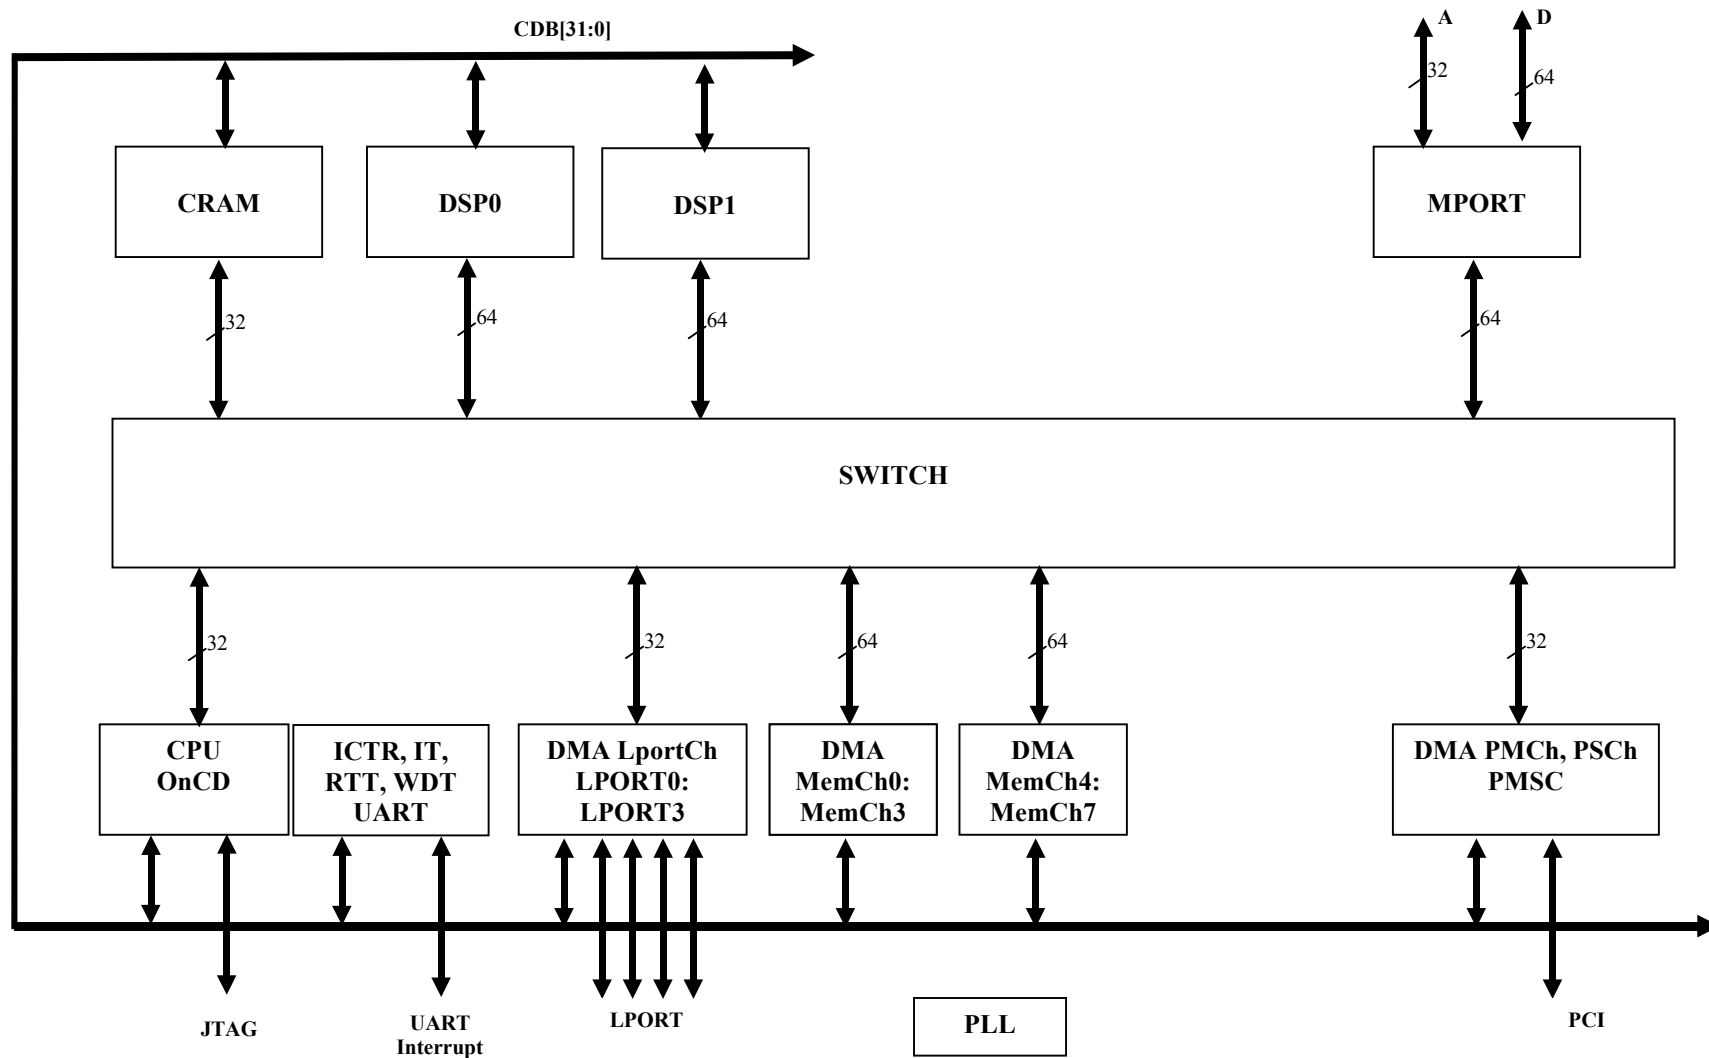 CDB[31:0]
A
D
32
64
CRAM
DSP0
DSP1
MPORT
32
64
64
64
SWITCH
32
32
64
64
32
CPU
OnCD
ICTR, IT,
RTT, WDT
UART
DMA LportCh
LPORT0:
LPORT3
DMA
MemCh0:
MemCh3
DMA
MemCh4:
MemCh7
DMA PMCh, PSCh
PMSC
JTAG
UART
Interrupt
LPORT
PLL
PCI